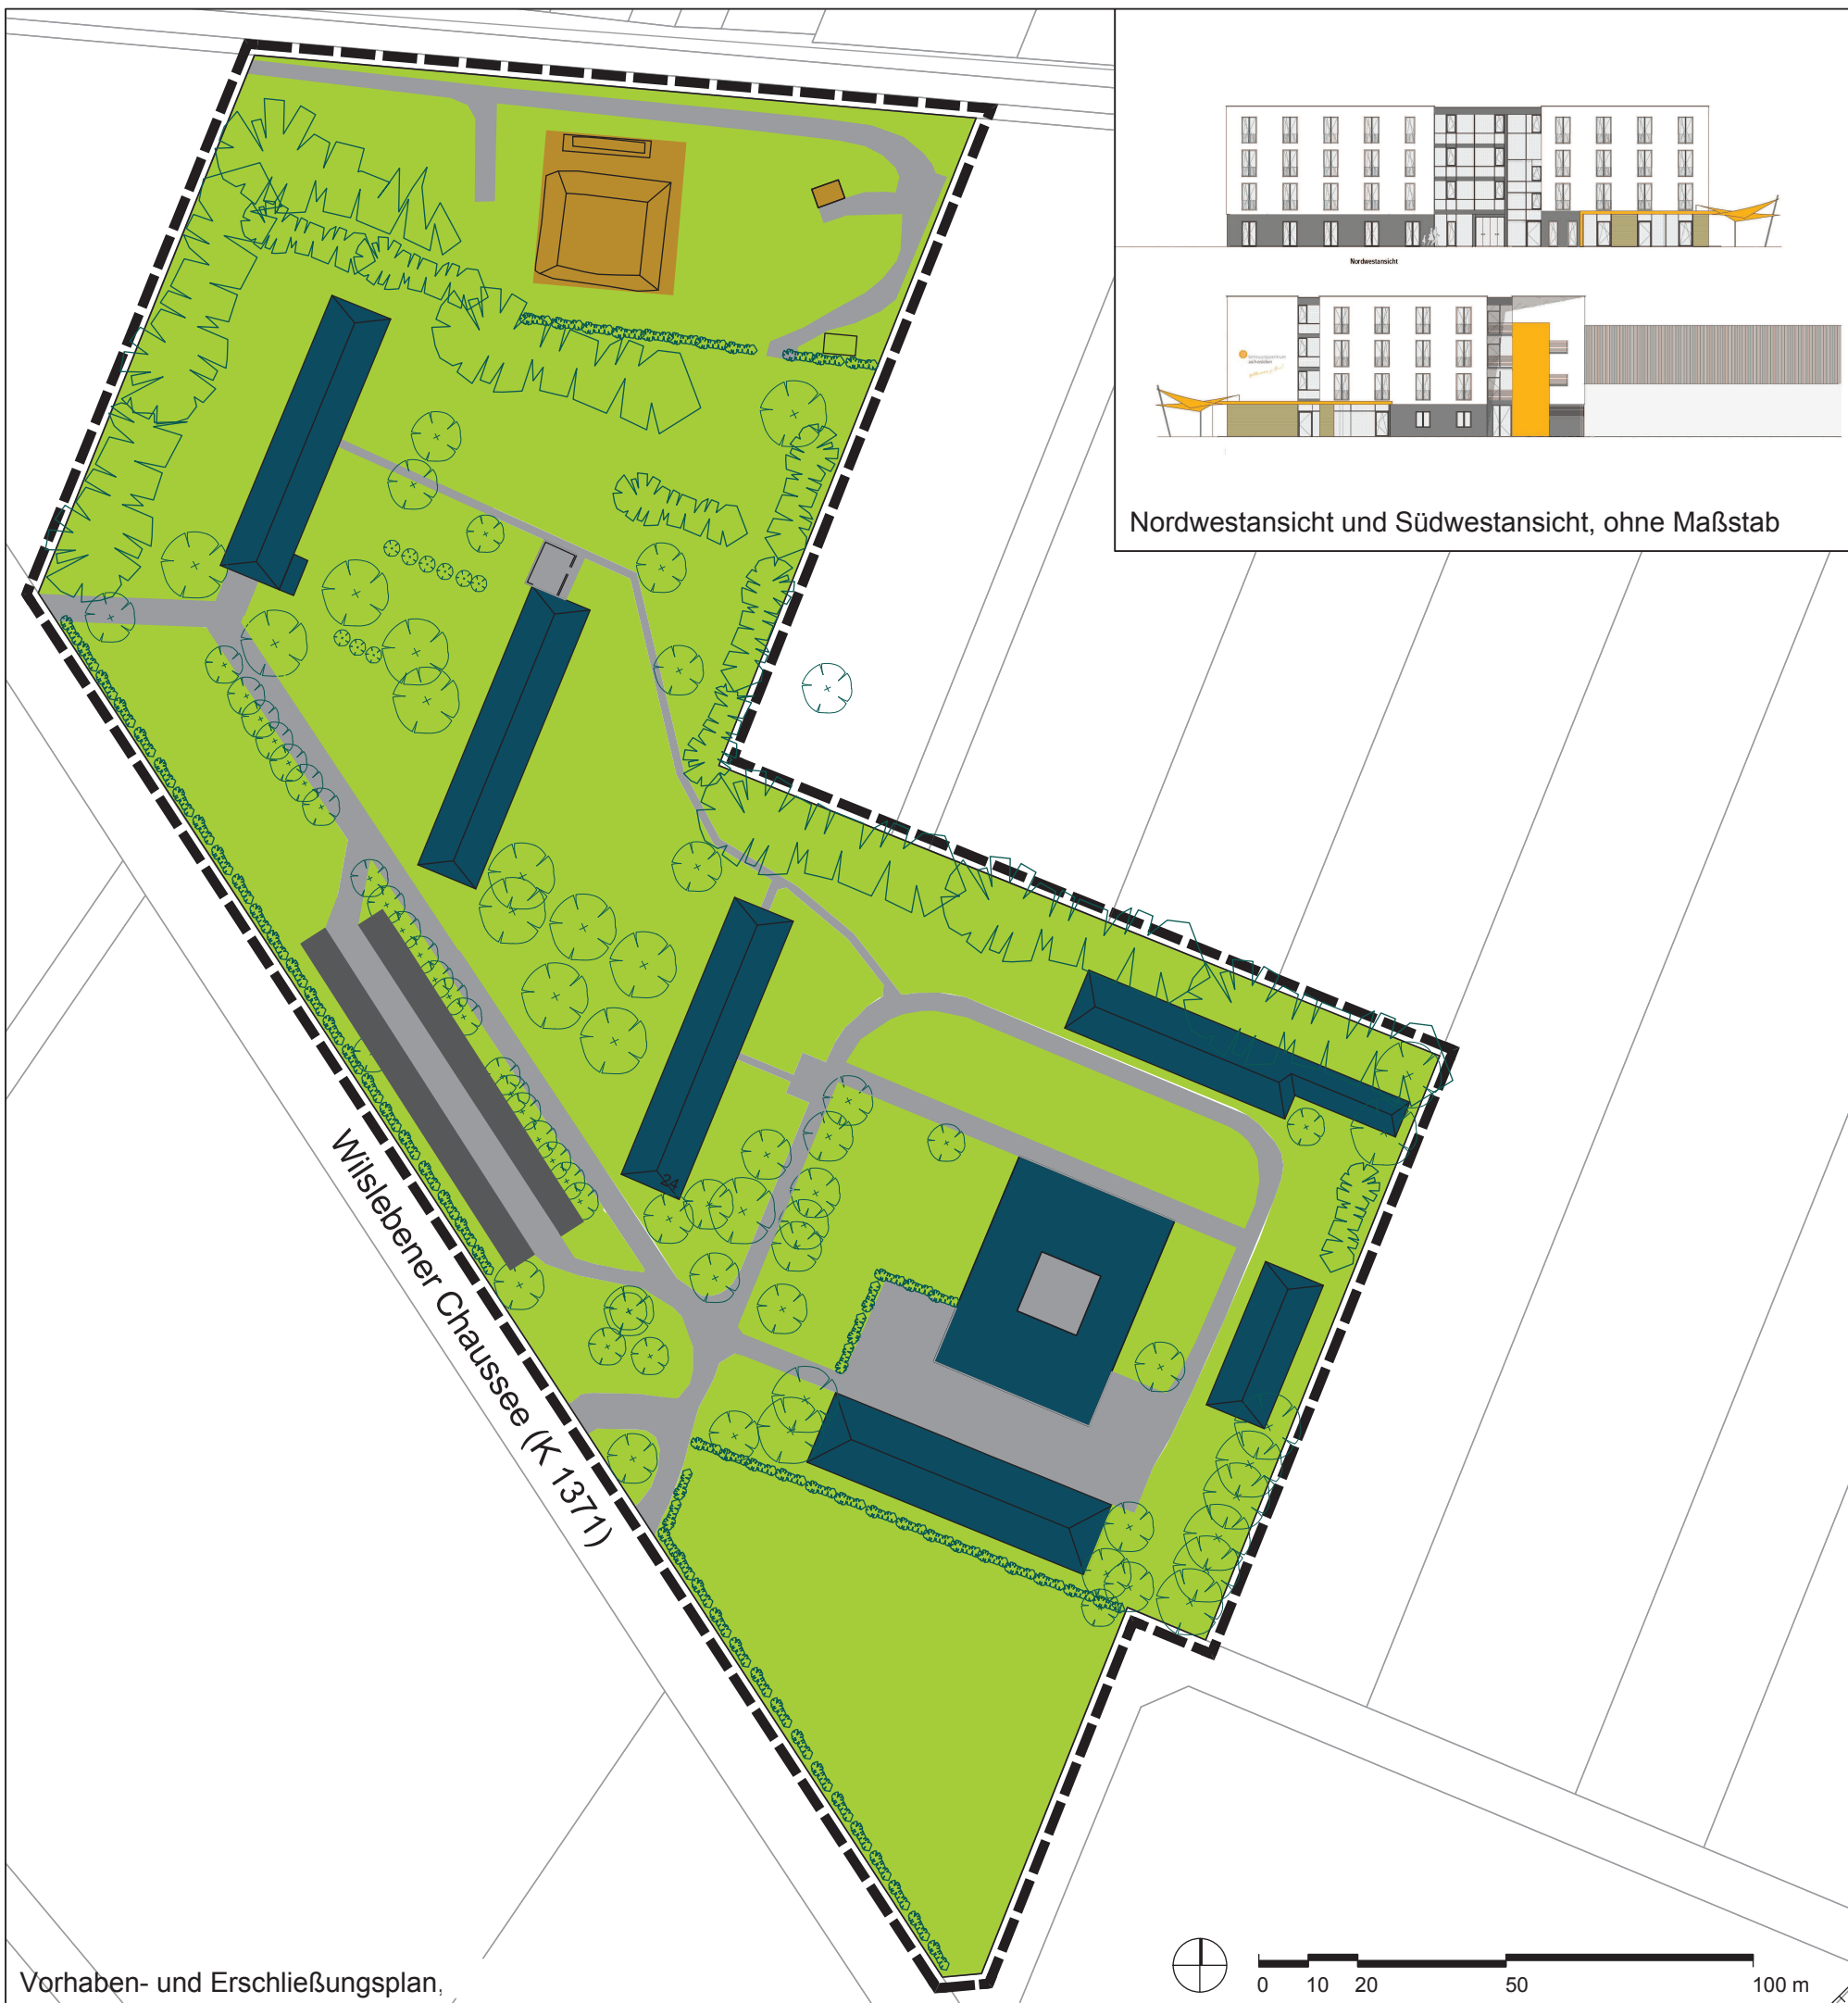 Nordwestansicht
Nordwestansicht und Südwestansicht, ohne Maßstab
24
Wilslebener Chaussee (K 1371)
Vorhaben- und Erschließungsplan,
0 10 20 50 100 m